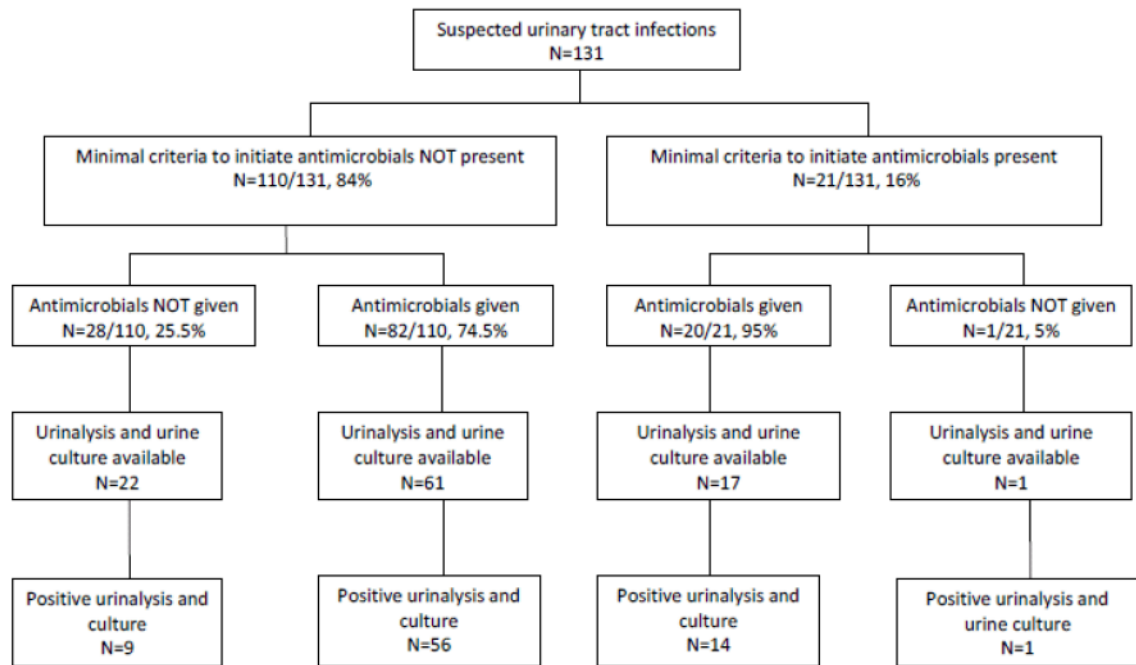 Suspected urinary tract infections
N=131
Minimal criteria to initiate antimicrobials NOT present
N=110/131, 84%
Minimal criteria to initiate antimicrobials present
N=21/131, 16%
Antimicrobials NOT given
N=28/110, 25.5%
Antimicrobials given
N=82/110, 74.5%
Antimicrobials given
N=20/21, 95%
Antimicrobials NOT given
N=1/21, 5%
Urinalysis and urine
culture available
N=22
Urinalysis and urine
culture available
N=61
Urinalysis and urine
culture available
N=17
Urinalysis and urine
culture available
N=1
Positive urinalysis and
culture
N=9
Positive urinalysis and
culture
N=56
Positive urinalysis and
culture
N=14
Positive urinalysis and
urine culture
N=1